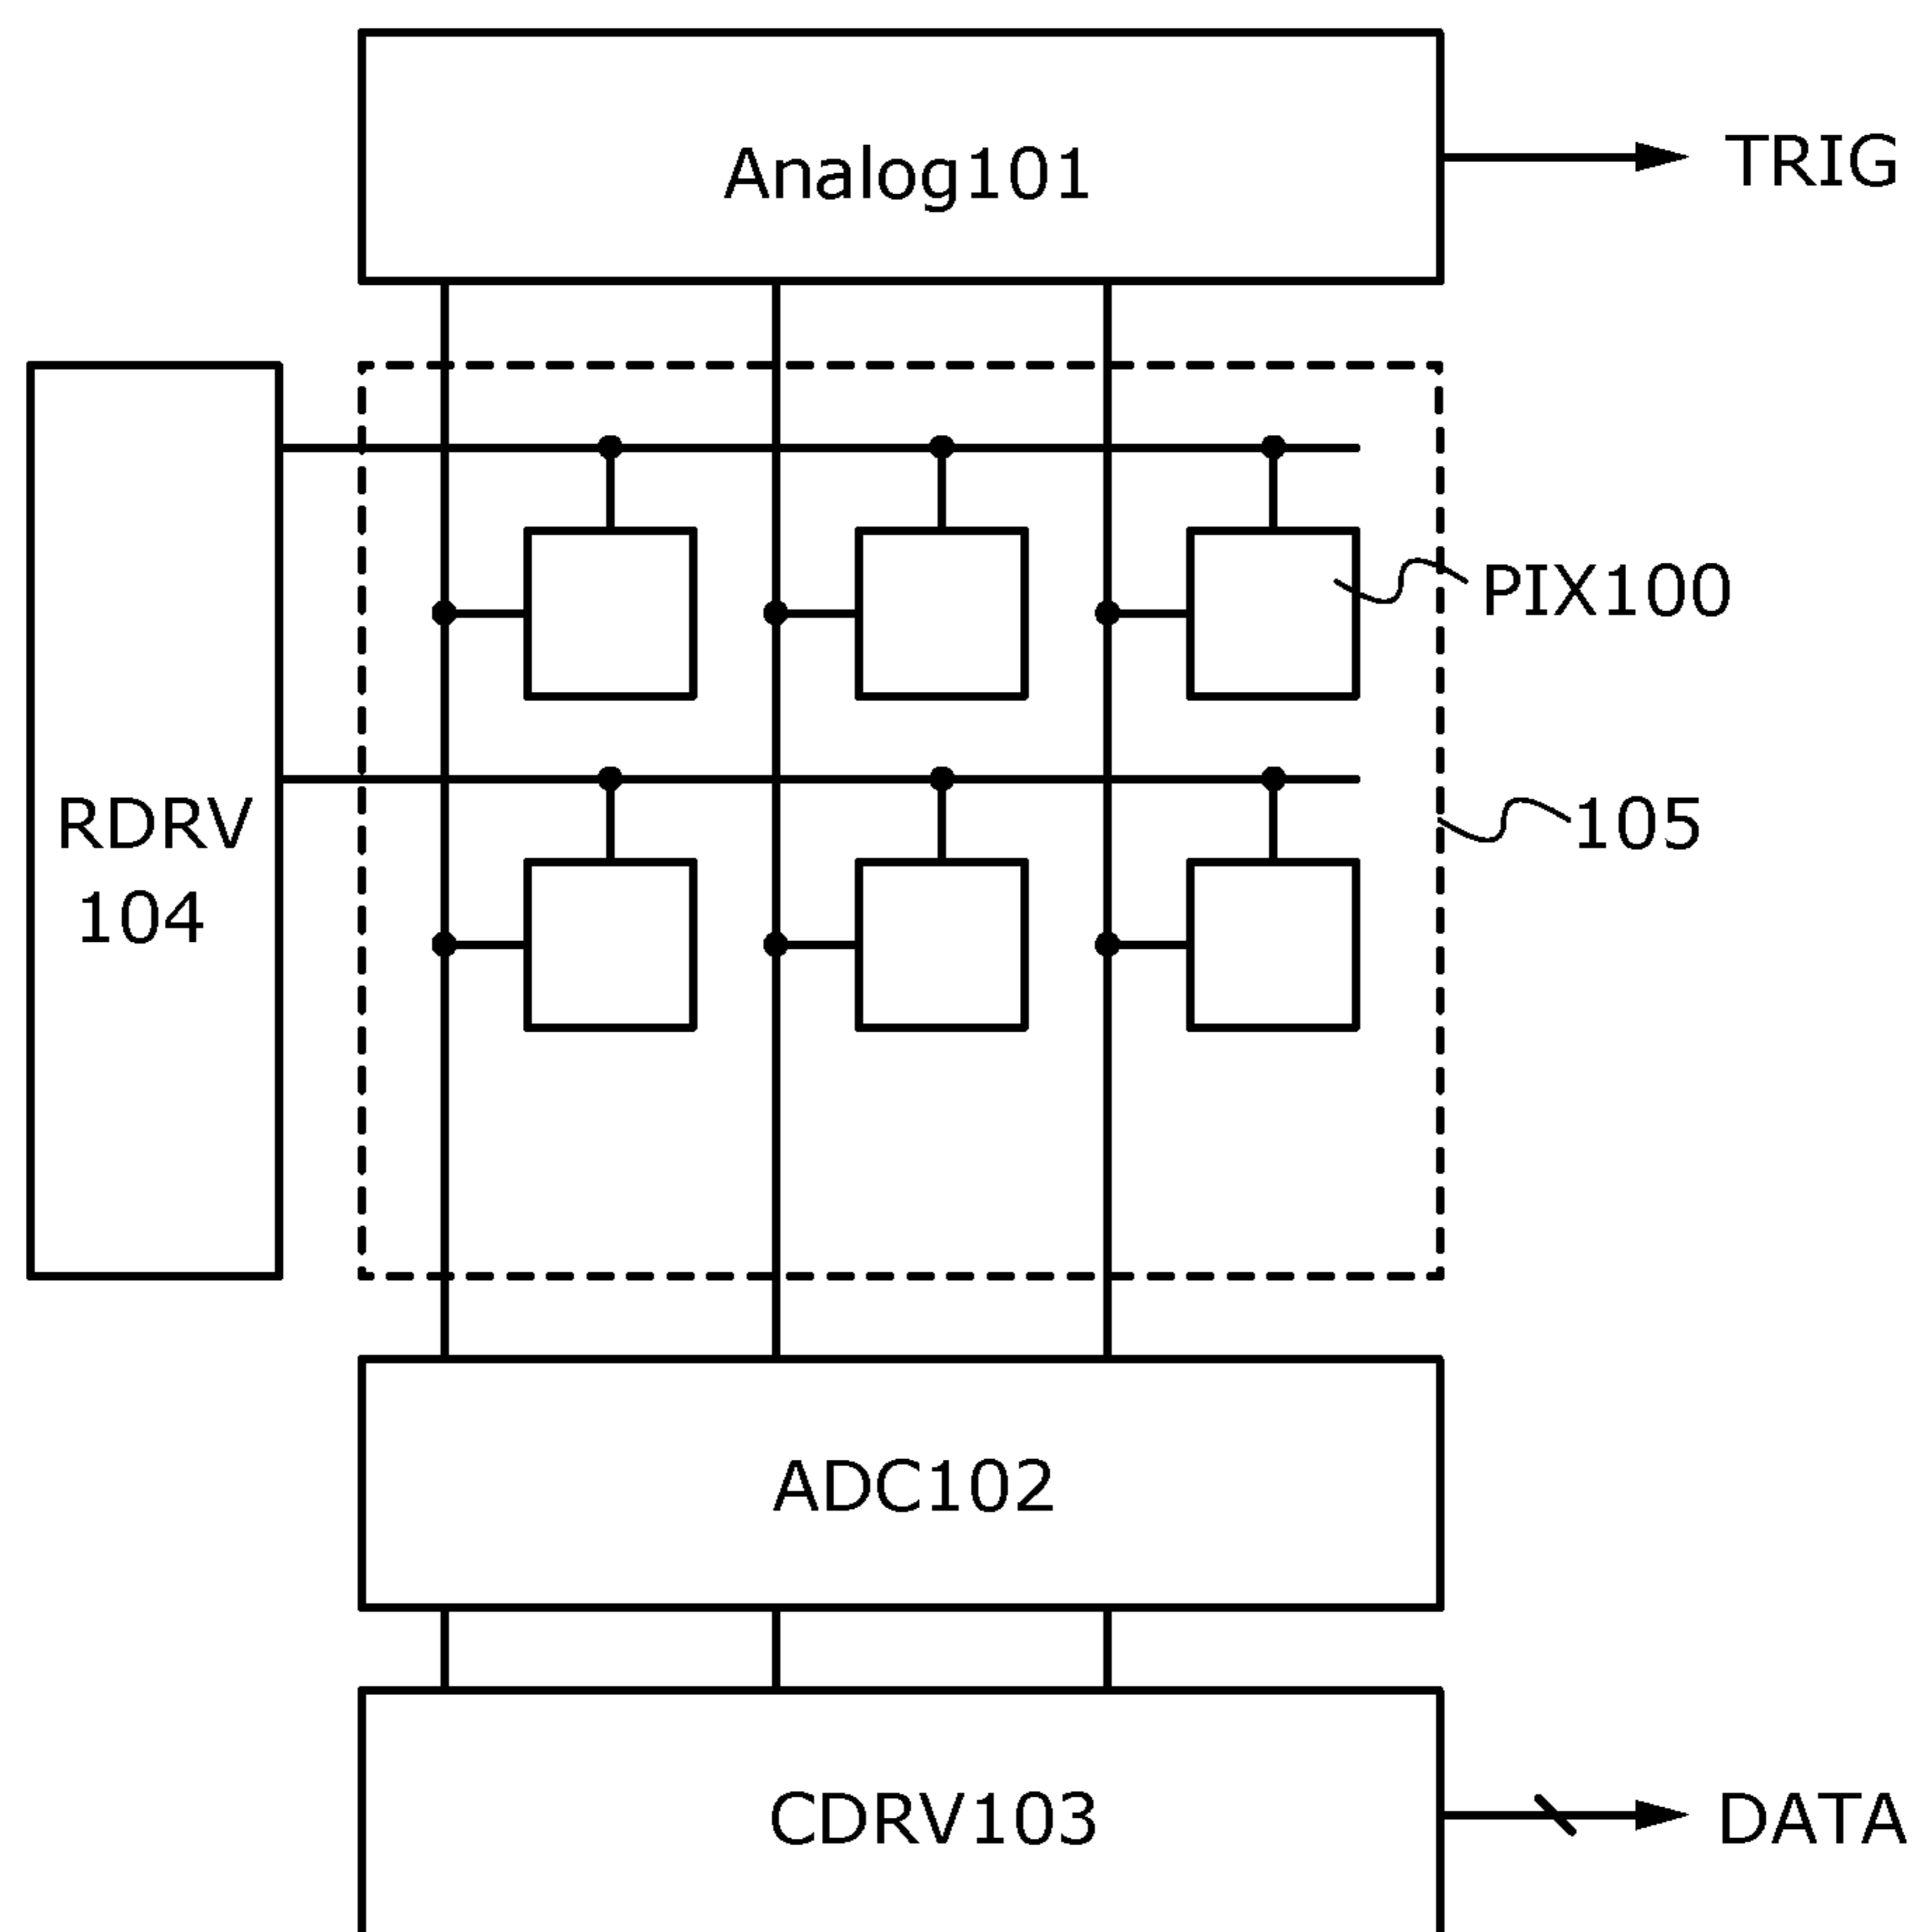 Analog101
TRIG
PIX100
RDRV
104
105
ADC102
CDRV103
DATA